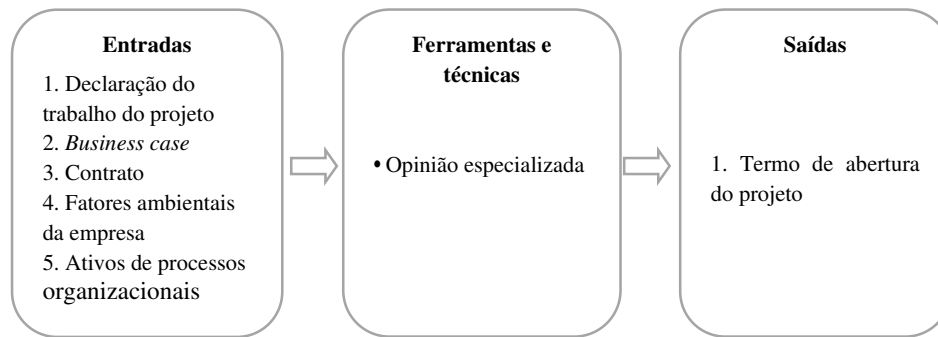 Entradas
1. Declaração do
trabalho do projeto
2. Business case
3. Contrato
4. Fatores ambientais
da empresa
5. Ativos de processos
organizacionais
Ferramentas e
técnicas
• Opinião especializada
Saídas
1. Termo de abertura
do projeto